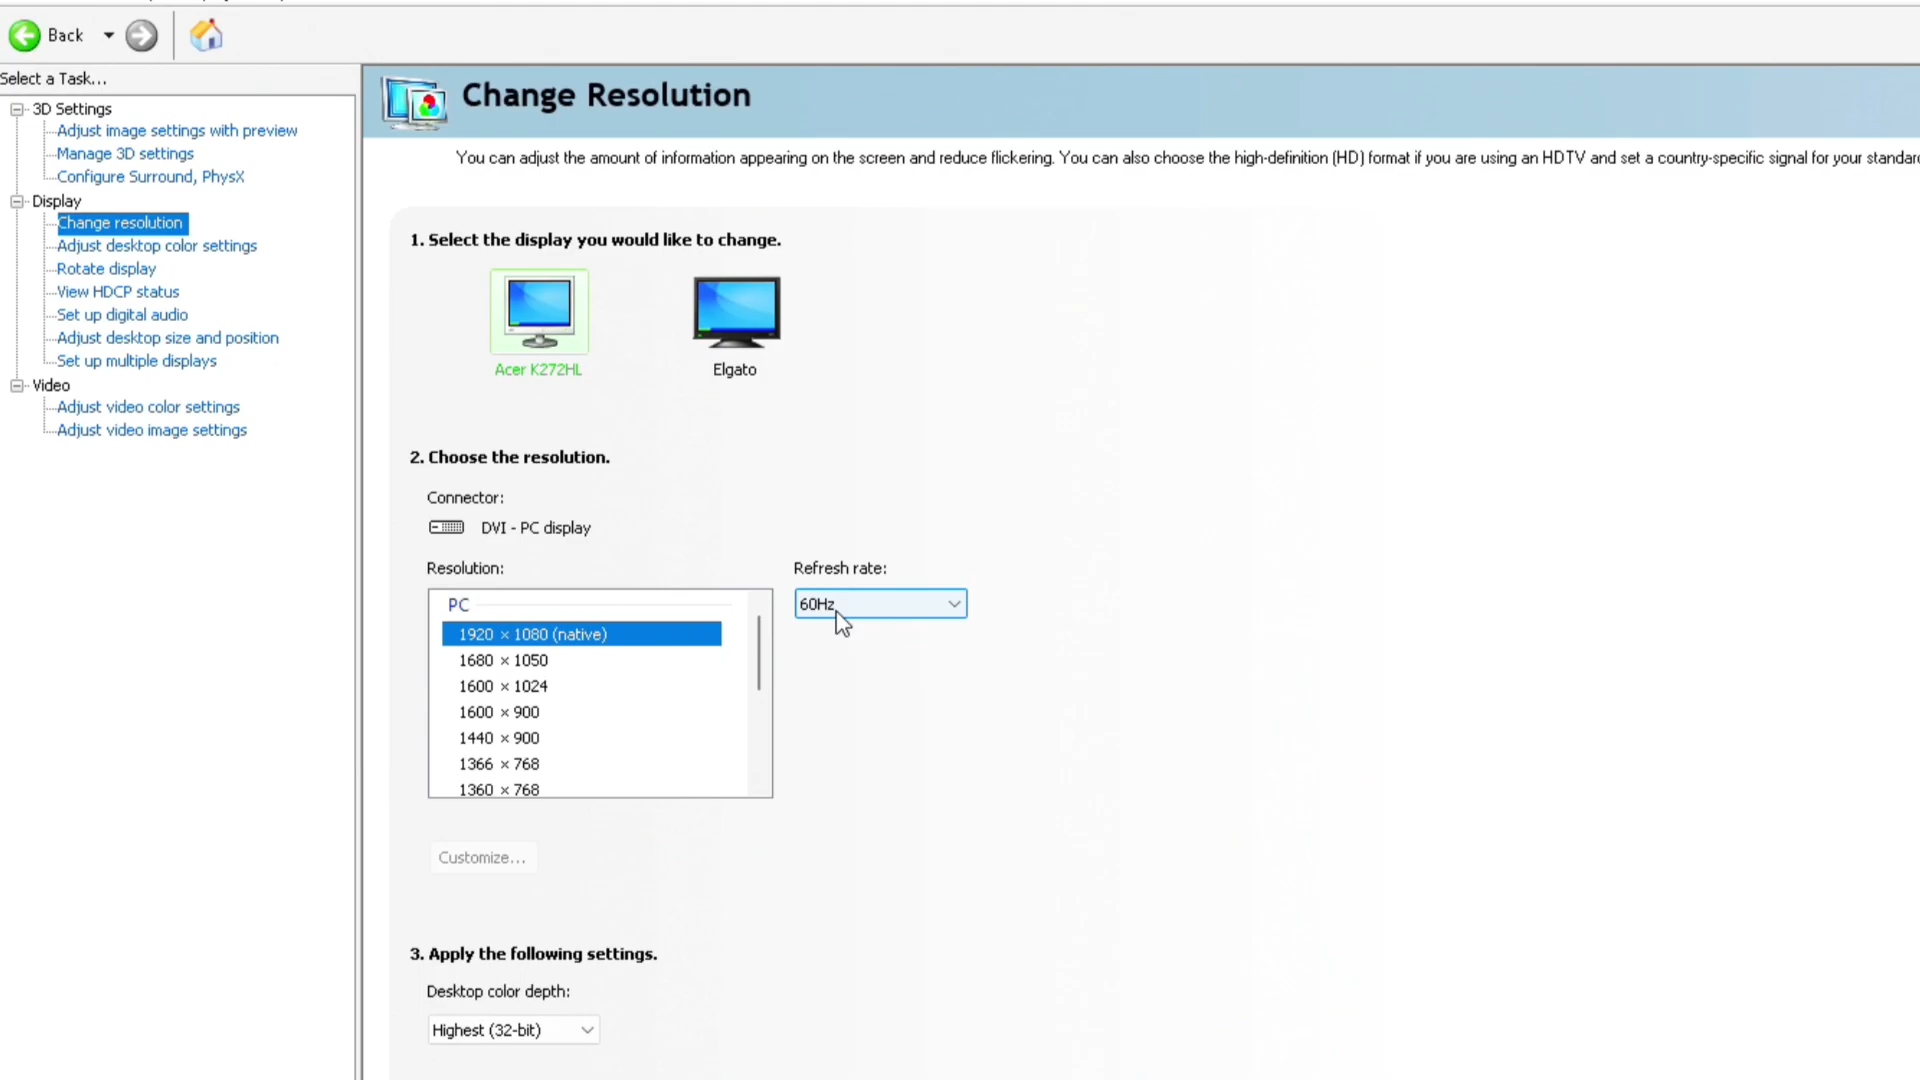 Back
Select a Task...
3D Settings
Adjust image settings with preview
Manage 3D settings
Configure Surround, PhysX
Display
Change resolution
Adjust desktop color settings
Rotate display
View HDCP status
Set up digital audio
Adjust desktop size and position
Set up multiple displays
Video
Adjust video color settings
Adjust video image settings
Change Resolution
You can adjust the amount of information appearing on the screen and reduce flickering. You can also choose the high-definition (HD) format if you are using an HDTV and set a country-specific signal for your
1. Select the display you would like to change.
Acer K272HL
Elgato
2. Choose the resolution.
Connector:
DVI - PC display
Resolution:
Refresh rate:
PC
60Hz
1920 × 1080 (native)
1680 × 1050
1600 × 1024
1600 × 900
1440 × 900
1366 × 768
1360 × 768
Customize...
3. Apply the following settings.
Desktop color depth:
Highest (32-bit)